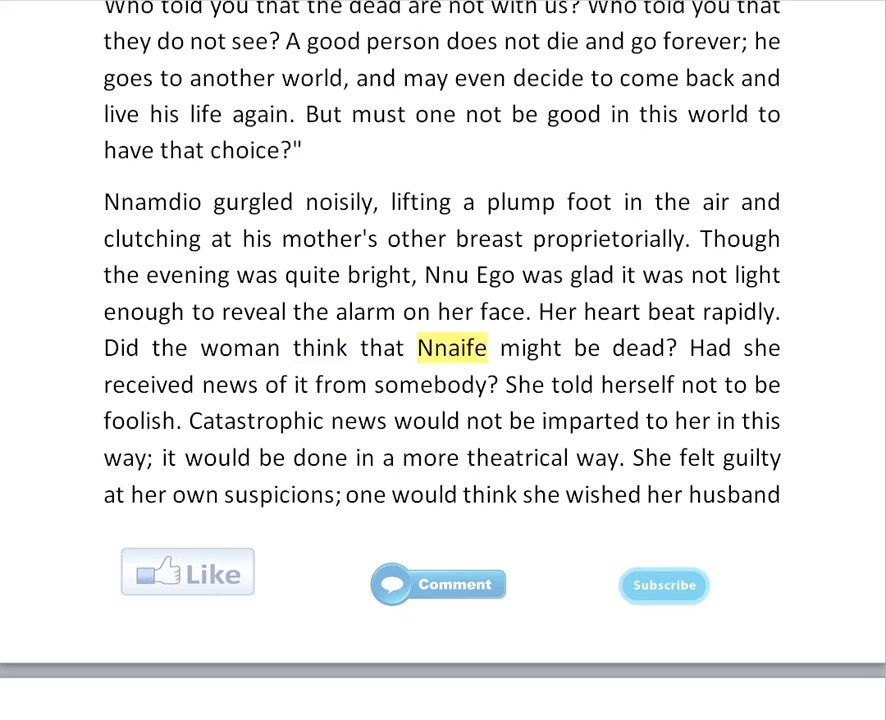 Who told you that the dead are not with us? Who told you that
they do not see? A good person does not die and go forever; he
goes to another world, and may even decide to come back and
live his life again. But must one not be good in this world to
have that choice?"
Nnamdio gurgled noisily, lifting a plump foot in the air and
clutching at his mother's other breast proprietorially. Though
the evening was quite bright, Nnu Ego was glad it was not light
enough to reveal the alarm on her face. Her heart beat rapidly.
Did the woman think that Nnaife might be dead? Had she
received news of it from somebody? She told herself not to be
foolish. Catastrophic news would not be imparted to her in this
way; it would be done in a more theatrical way. She felt guilty
at her own suspicions; one would think she wished her husband
Like
Comment
Subscribe